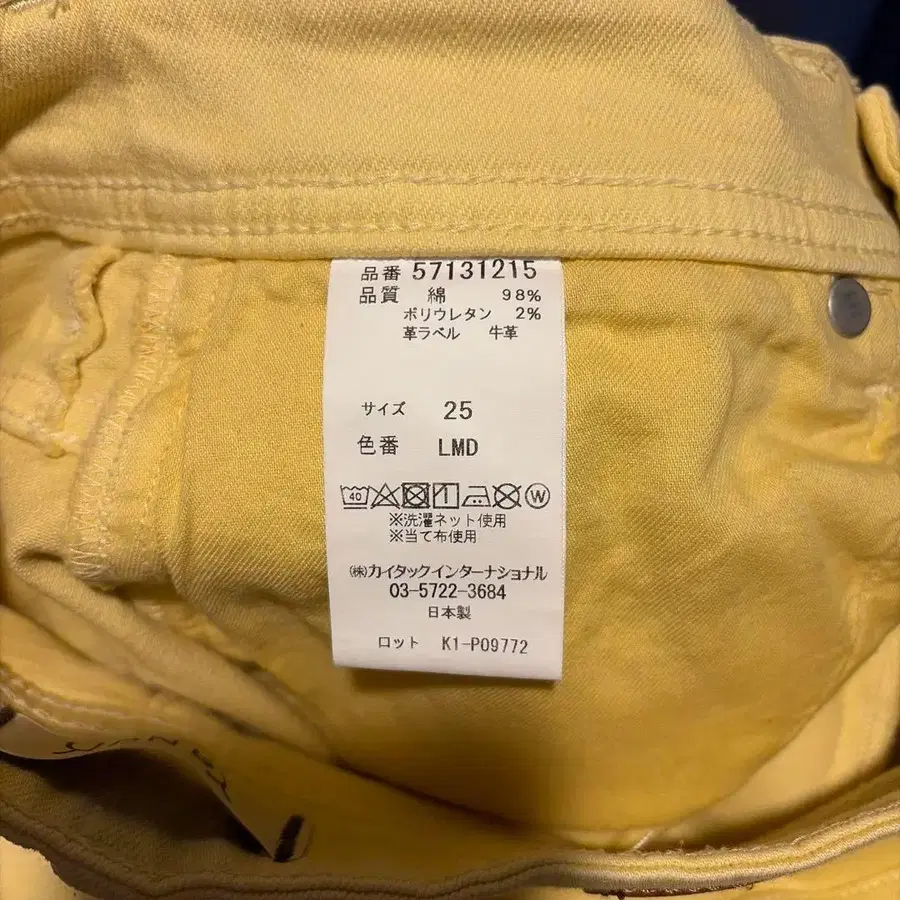 品番 57131215
品質 綿 98%
ポリウレタン 2%
革ラベル 牛革
サイズ 25
色番 LMD
40 W
※洗濯ネット使用
※当て布使用
㈱カイタックインターナショナル
03-5722-3684
日本製
ロット K1-P09772